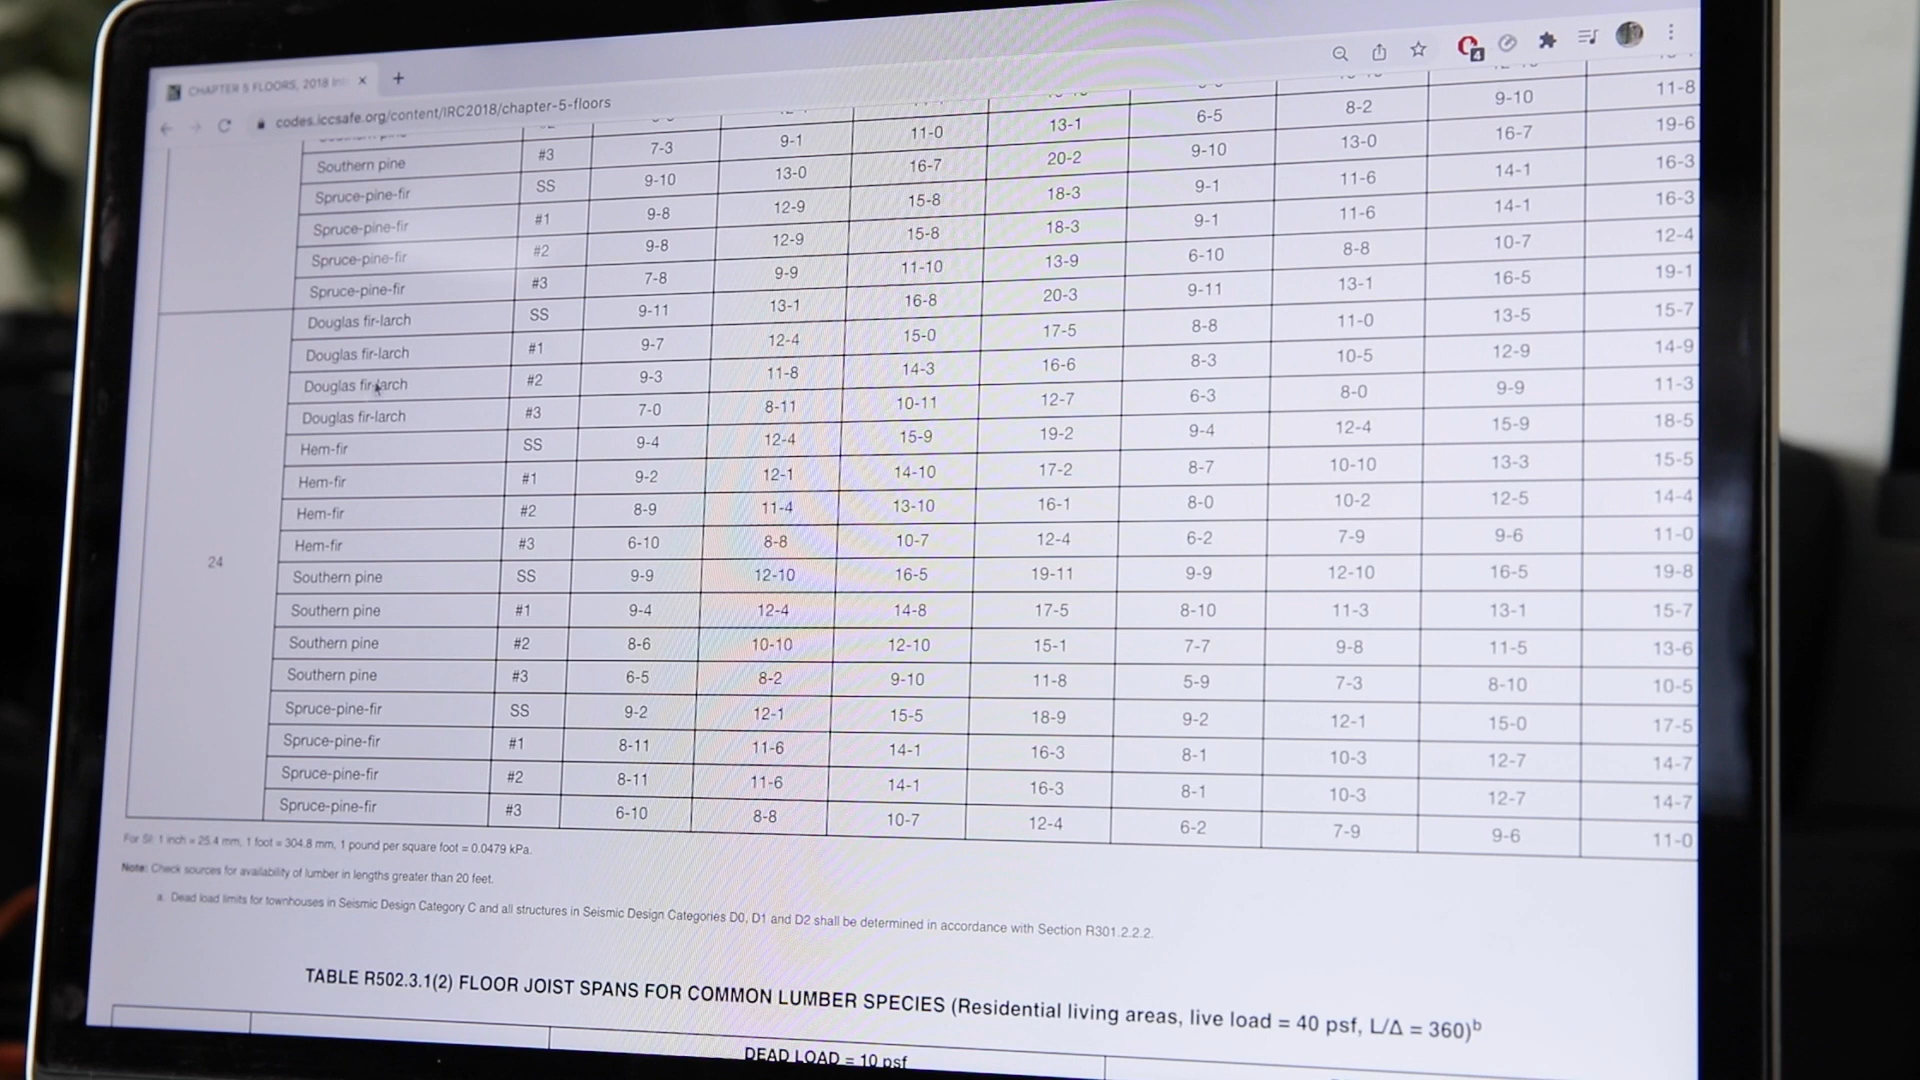 CHAPTER 5 FLOORS, 2018
codes.iccsafe.org/content/IRC2018/chapter-5-floors
4
6-5 8-2 9-10 11-8
Southern pine #3 7-3 9-1 11-0 13-1
Spruce-pine-fir SS 9-10 13-0 16-7 20-2 9-10 13-0 16-7 19-6
Spruce-pine-fir #1 9-8 12-9 15-8 18-3 9-1 11-6 14-1 16-3
Spruce-pine-fir #2 9-8 12-9 15-8 18-3 9-1 11-6 14-1 16-3
Spruce-pine-fir #3 7-8 9-9 11-10 13-9 6-10 8-8 10-7 12-4
24
Douglas fir-larch SS 9-11 13-1 16-8 20-3 9-11 13-1 16-5 19-1
Douglas fir-larch #1 9-7 12-4 15-0 17-5 8-8 11-0 13-5 15-7
Douglas fir-larch #2 9-3 11-8 14-3 16-6 8-3 10-5 12-9 14-9
Douglas fir-larch #3 7-0 8-11 10-11 12-7 6-3 8-0 9-9 11-3
Hem-fir SS 9-4 12-4 15-9 19-2 9-4 12-4 15-9 18-5
Hem-fir #1 9-2 12-1 14-10 17-2 8-7 10-10 13-3 15-5
Hem-fir #2 8-9 11-4 13-10 16-1 8-0 10-2 12-5 14-4
Hem-fir #3 6-10 8-8 10-7 12-4 6-2 7-9 9-6 11-0
Southern pine SS 9-9 12-10 16-5 19-11 9-9 12-10 16-5 19-8
Southern pine #1 9-4 12-4 14-8 17-5 8-10 11-3 13-1 15-7
Southern pine #2 8-6 10-10 12-10 15-1 7-7 9-8 11-5 13-6
Southern pine #3 6-5 8-2 9-10 11-8 5-9 7-3 8-10 10-5
Spruce-pine-fir SS 9-2 12-1 15-5 18-9 9-2 12-1 15-0 17-5
Spruce-pine-fir #1 8-11 11-6 14-1 16-3 8-1 10-3 12-7 14-7
Spruce-pine-fir #2 8-11 11-6 14-1 16-3 8-1 10-3 12-7 14-7
Spruce-pine-fir #3 6-10 8-8 10-7 12-4 6-2 7-9 9-6 11-0
For SI: 1 inch = 25.4 mm, 1 foot = 304.8 mm, 1 pound per square foot = 0.0479 kPa.
Note: Check sources for availability of lumber in lengths greater than 20 feet.
a. Dead load limits for townhouses in Seismic Design Category C and all structures in Seismic Design Categories D0, D1 and D2 shall be determined in accordance with Section R301.2.2.2.
TABLE R502.3.1(2) FLOOR JOIST SPANS FOR COMMON LUMBER SPECIES (Residential living areas, live load = 40 psf, L/Δ = 360)b
DEAD LOAD = 10 psf